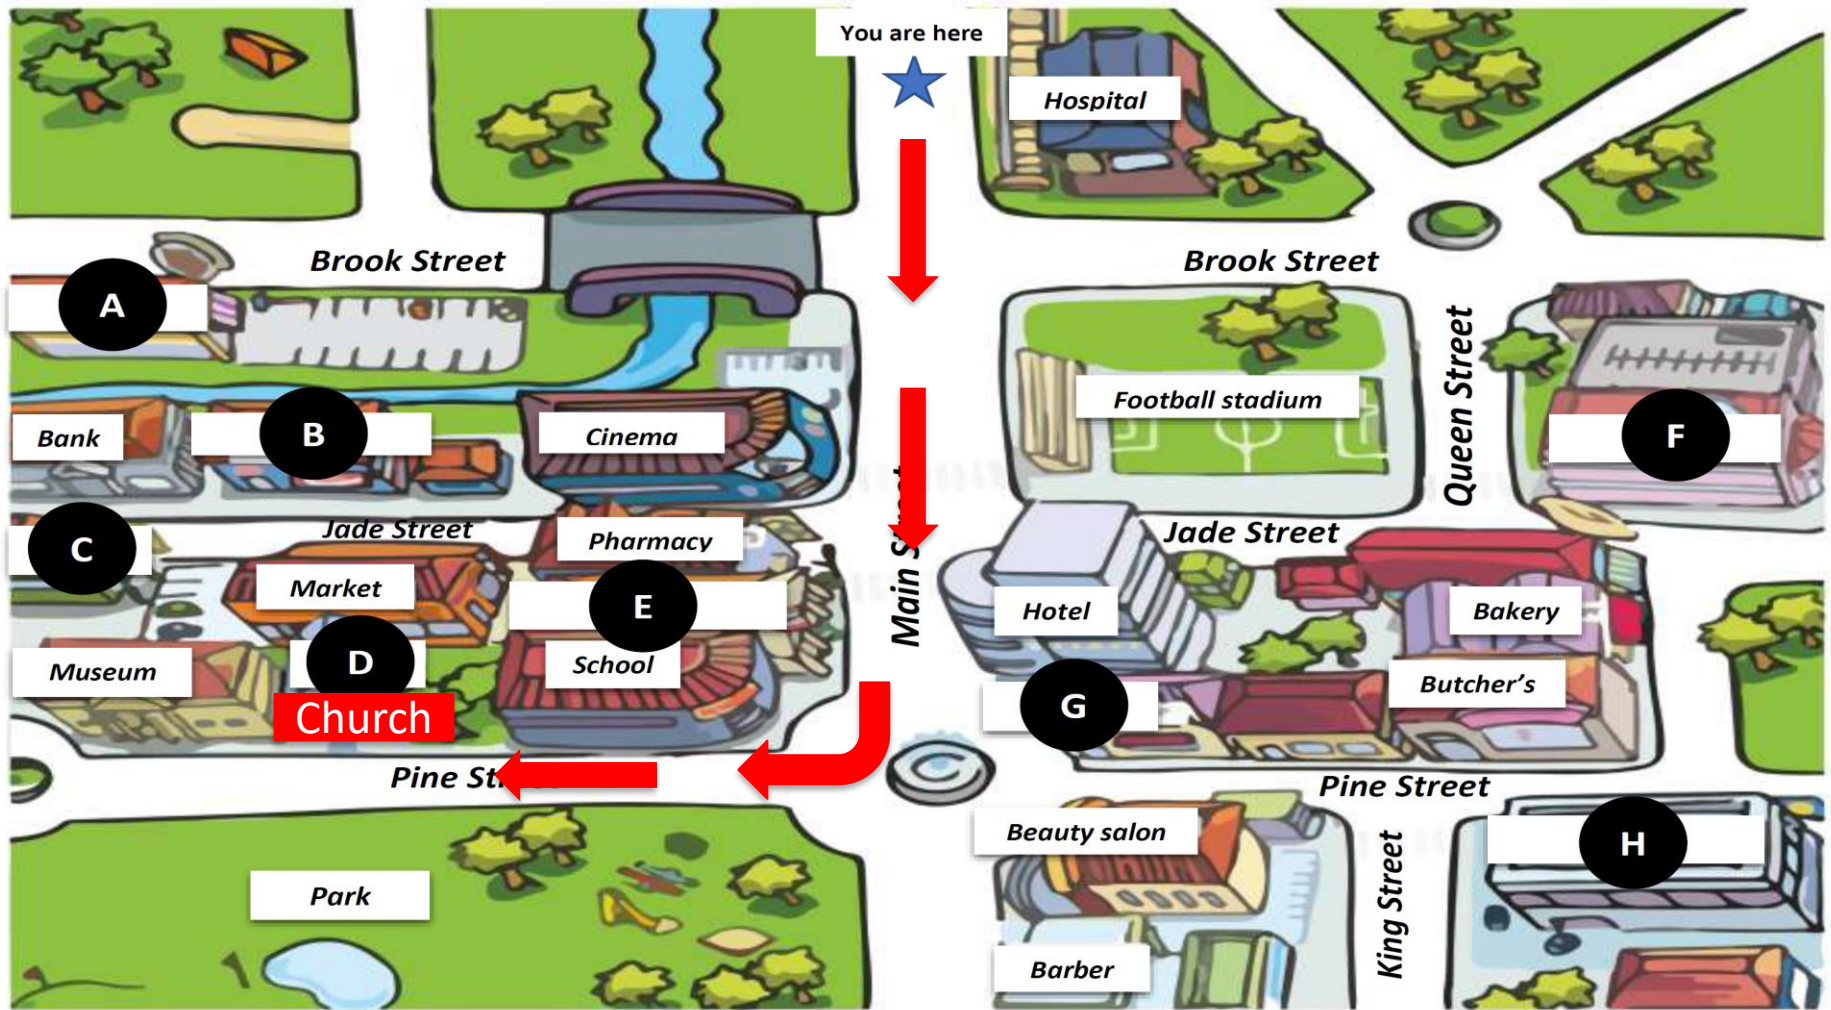 You are here
Hospital
Brook Street
Brook Street
A
Queen Street
Football stadium
Bank
B
Cinema
F
Main Street
Jade Street
Jade Street
Pharmacy
C
Market
E
Hotel
Bakery
Museum
D
School
Butcher's
G
Church
Pine St
Pine Street
Beauty salon
King Street
H
Park
Barber